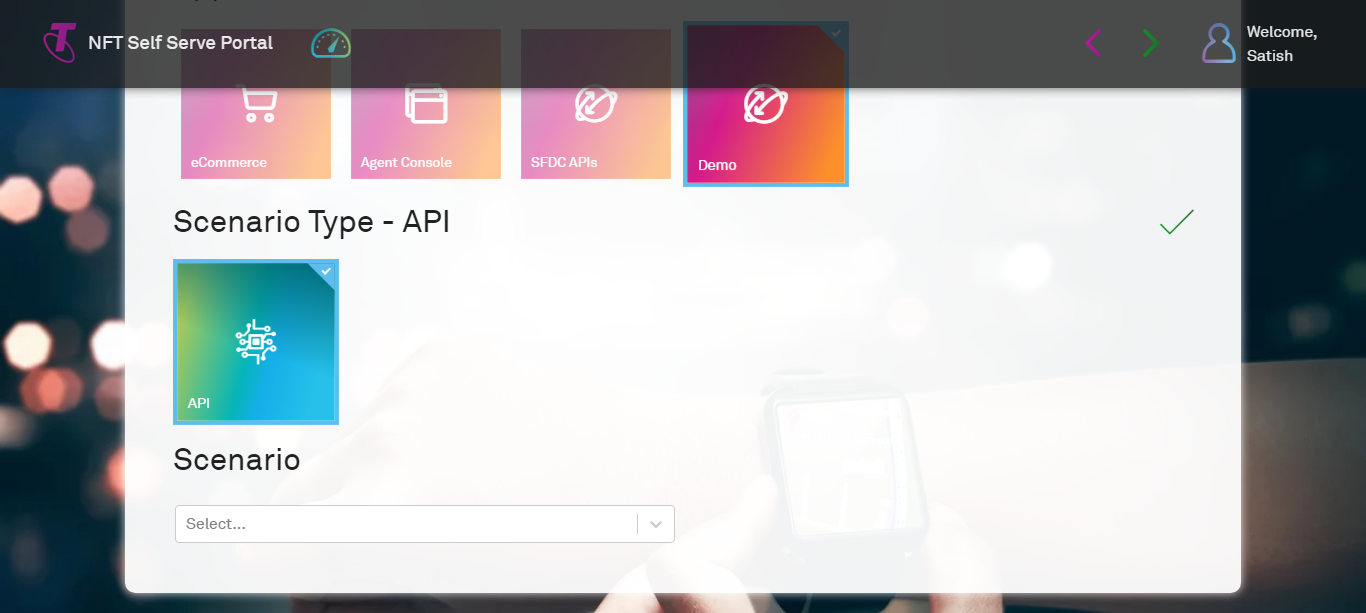 NFT Self Serve Portal
Welcome,
Satish
eCommerce
Agent Console
SFDC APIs
Demo
Scenario Type - API
API
Scenario
Select...